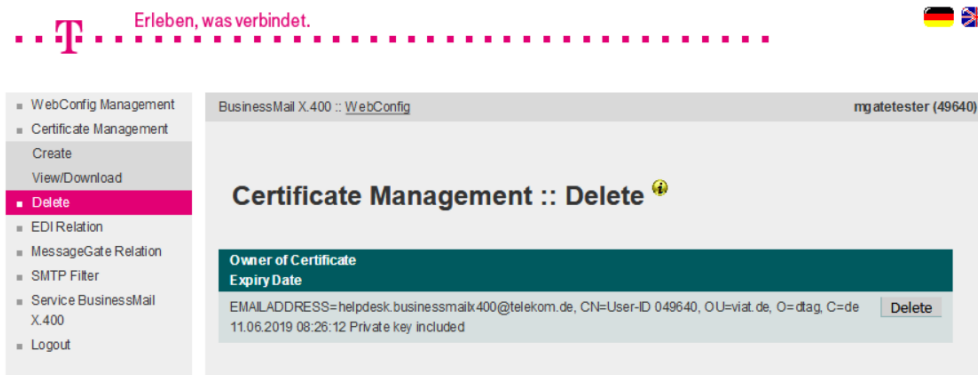 Erleben, was verbindet.
T
WebConfig Management
Certificate Management
Create
View/Download
Delete
EDI Relation
MessageGate Relation
SMTP Filter
Service BusinessMail
X.400
Logout
BusinessMail X.400 :: WebConfig
mgatetester (49640)
Certificate Management :: Delete
Owner of Certificate
Expiry Date
EMAILADDRESS=helpdesk.businessmailx400@telekom.de, CN=User-ID 049640, OU=viat.de, O=dtag, C=de
11.06.2019 08:26:12 Private key included
Delete